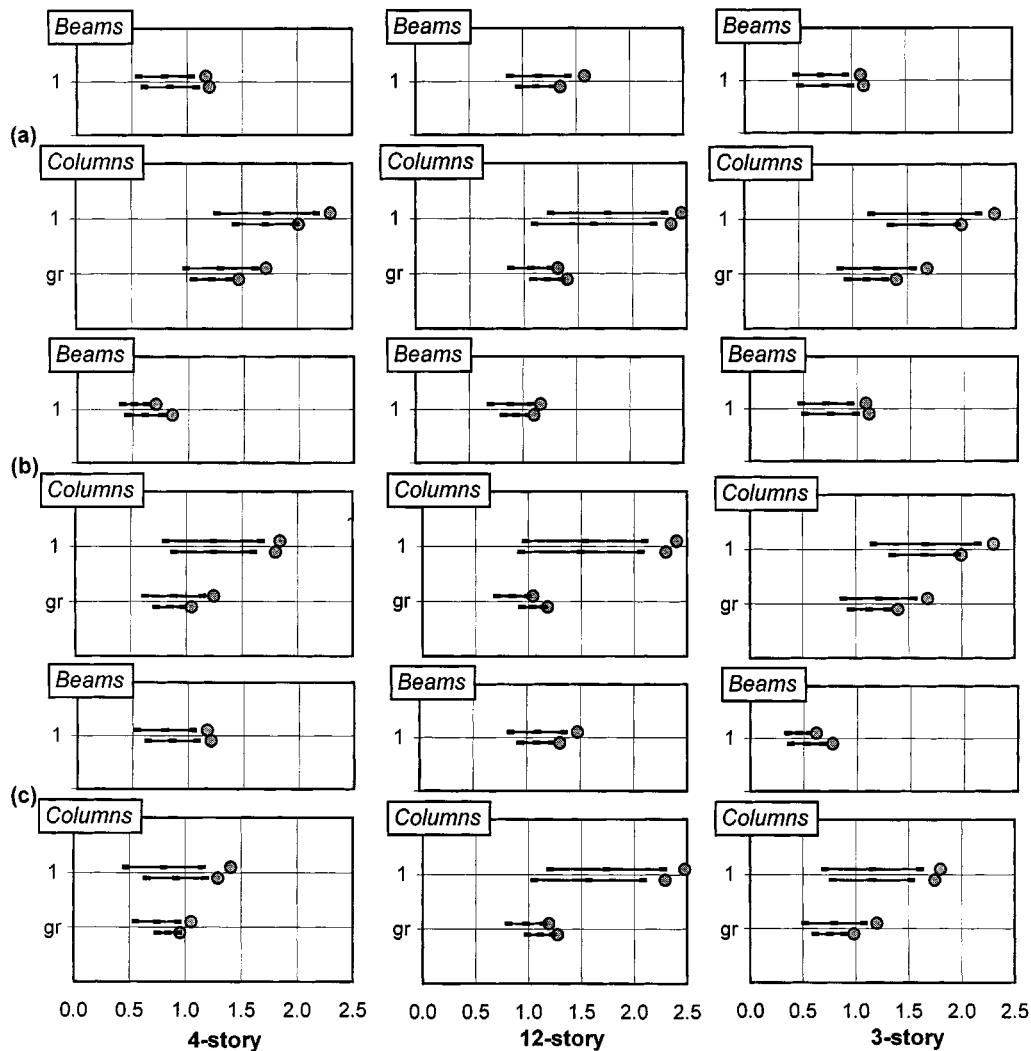 Beams Beams Beams
1 1 1
(a)
Columns Columns Columns
1 1 1
gr gr gr
Beams Beams Beams
1 1 1
(b)
Columns Columns Columns
1 1 1
gr gr gr
Beams Beams Beams
1 1 1
(c)
Columns Columns Columns
1 1 1
gr gr gr
0.0 0.5 1.0 1.5 2.0 2.5 0.0 0.5 1.0 1.5 2.0 2.5 0.0 0.5 1.0 1.5 2.0 2.5
4-story 12-story 3-story